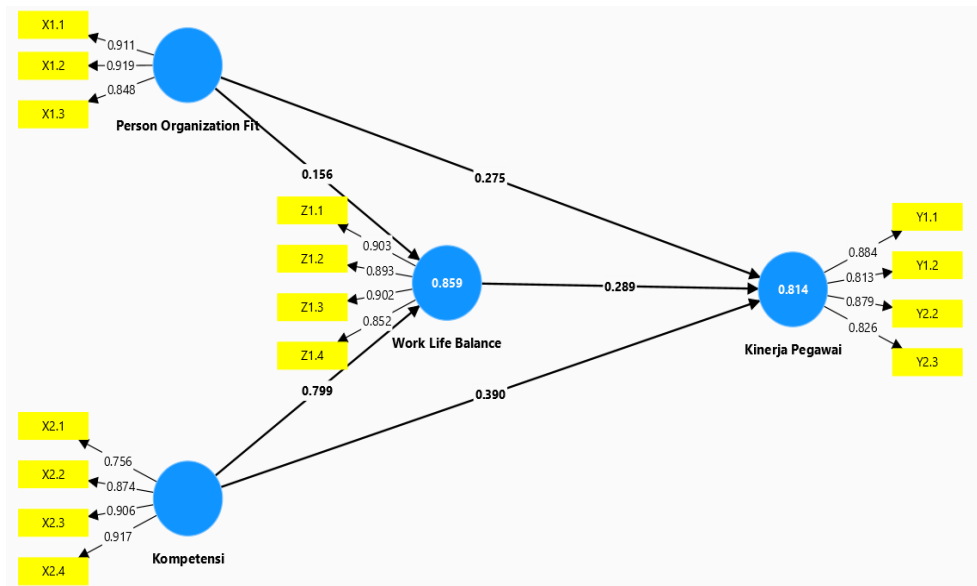 X1.1
0.911
X1.2
0.919
X1.3
0.848
Person Organization Fit
0.156
0.275
Z1.1
0.903
Z1.2
0.893
Z1.3
0.902
Z1.4
0.852
0.859
Work Life Balance
0.289
0.814
Kinerja Pegawai
Y1.1
0.884
Y1.2
0.813
Y2.2
0.879
Y2.3
0.826
0.799
0.390
X2.1
0.756
X2.2
0.874
X2.3
0.906
X2.4
0.917
Kompetensi